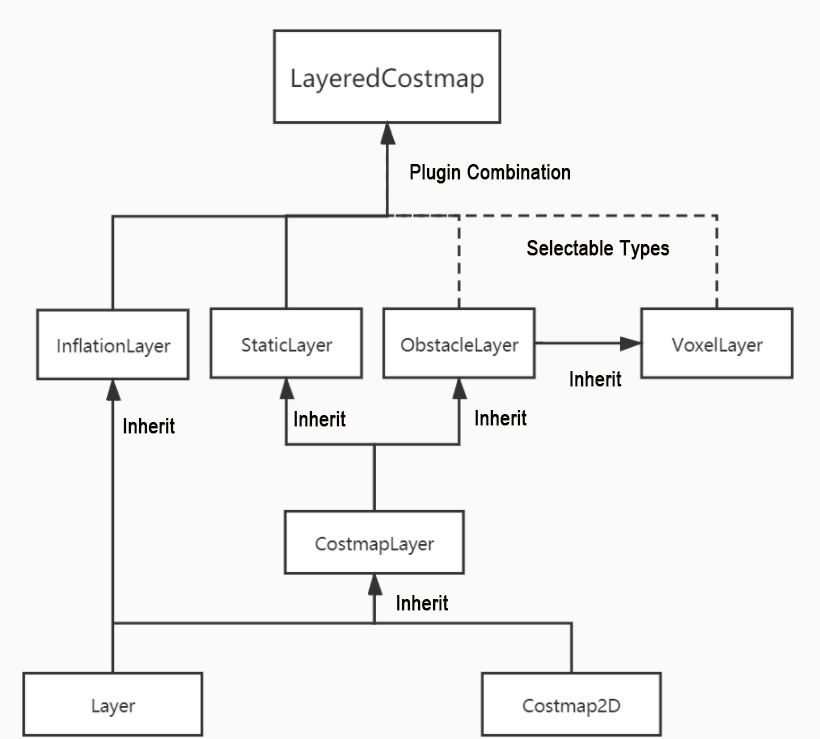 LayeredCostmap
Plugin Combination
Selectable Types
InflationLayer
StaticLayer
ObstacleLayer
VoxelLayer
Inherit
Inherit
Inherit
Inherit
CostmapLayer
Inherit
Layer
Costmap2D